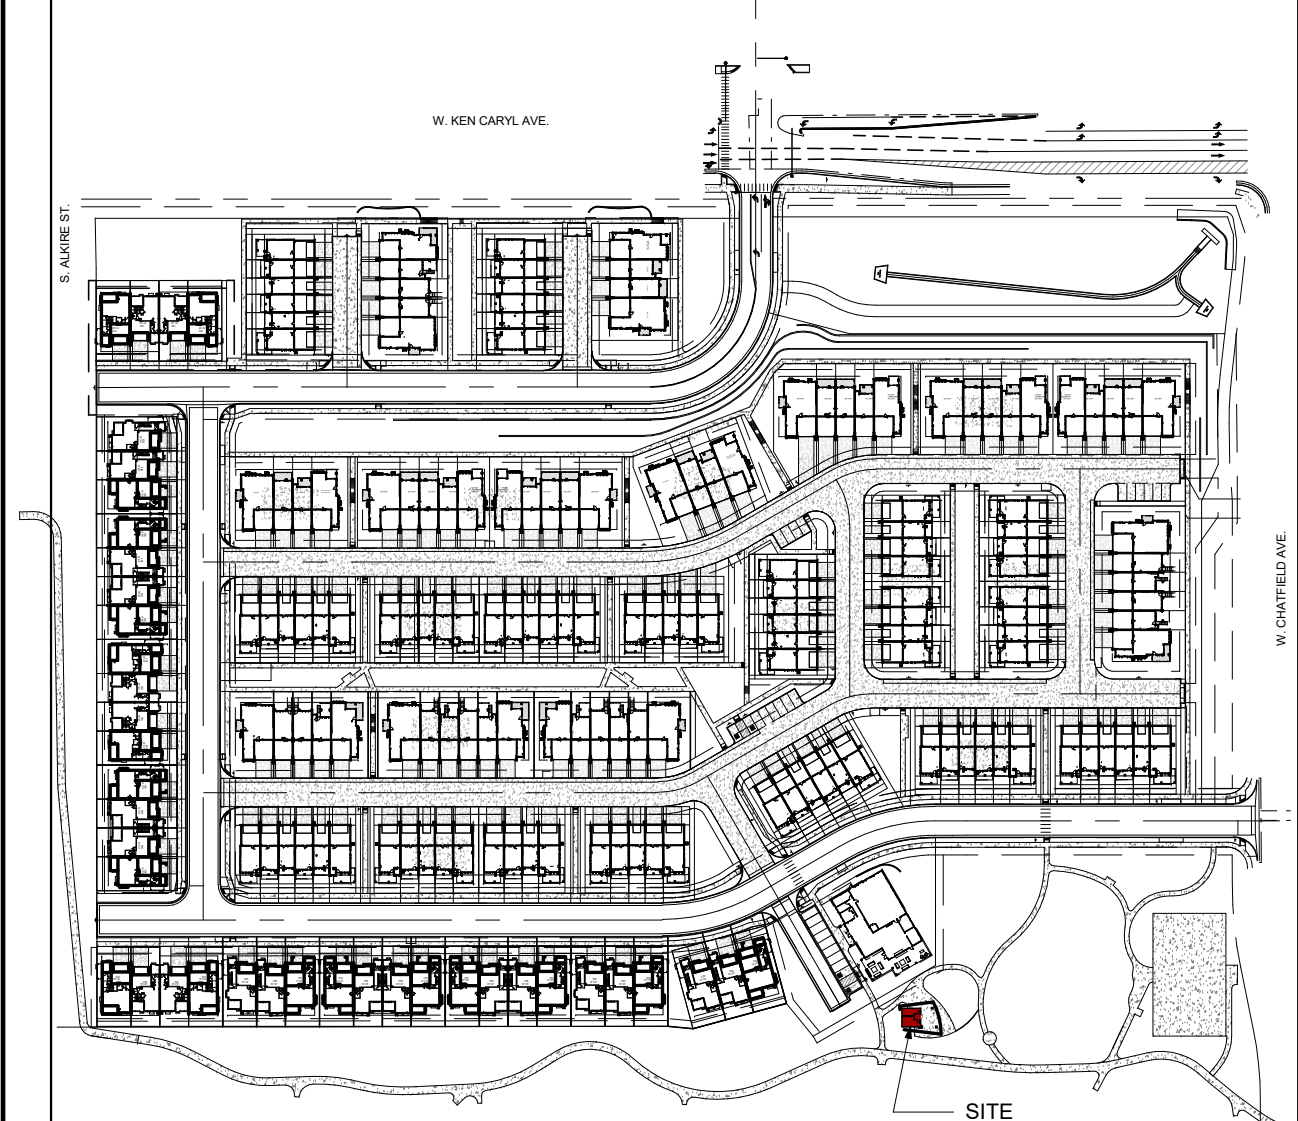 W. KEN CARYL AVE.
S. ALKIRE ST.
W. CHATFIELD AVE.
SITE